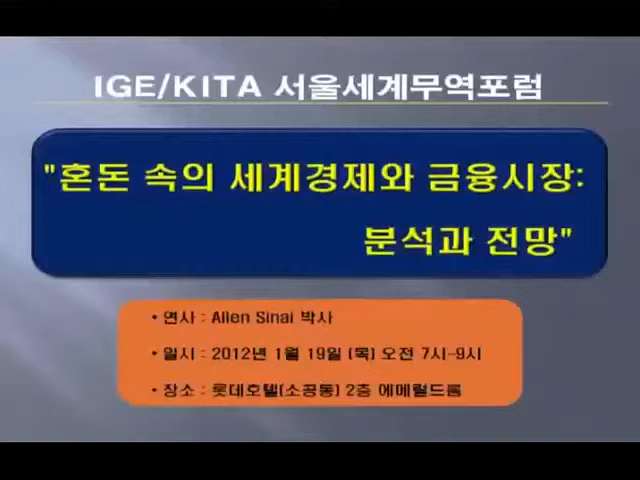 IGE/KITA 서울세계무역포럼
"혼돈 속의 세계경제와 금융시장:
분석과 전망"
• 연사 : Allen Sinai 박사
• 일시 : 2012년 1월 19일 (목) 오전 7시-9시
• 장소 : 롯데호텔(소공동) 2층 에메랄드룸